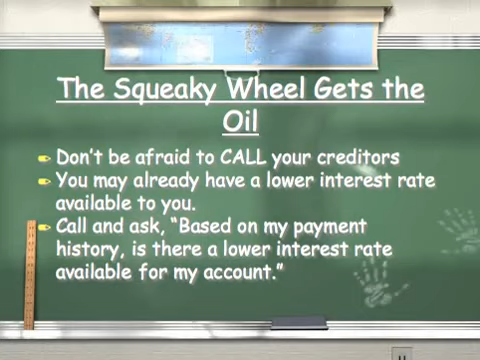 The Squeaky Wheel Gets the
Oil
Don't be afraid to CALL your creditors
You may already have a lower interest rate
available to you.
Call and ask, “Based on my payment
history, is there a lower interest rate
available for my account.”